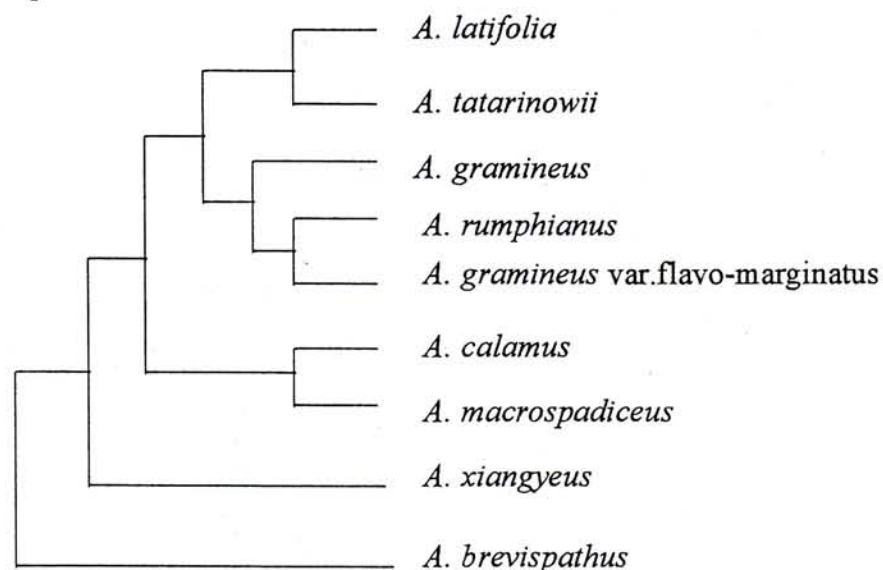 A. latifolia
A. tatarinowii
A. gramineus
A. rumphianus
A. gramineus var.flavo-marginatus
A. calamus
A. macrospadiceus
A. xiangyeus
A. brevispathus